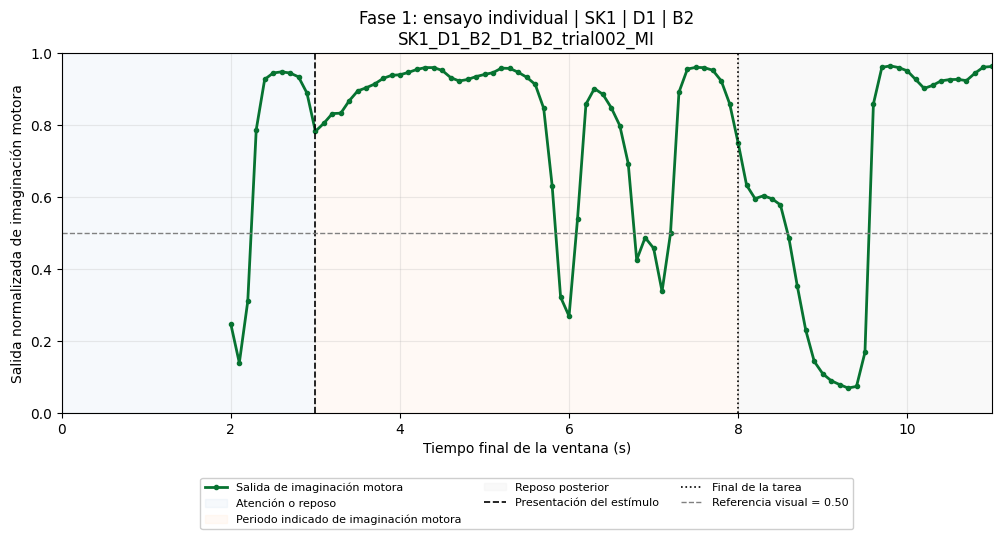 Fase 1: ensayo individual | SK1 | D1 | B2
SK1_D1_B2_D1_B2_trial002_MI
Salida normalizada de imaginación motora
1.0
0.8
0.6
0.4
0.2
0.0
0 2 4 6 8 10
Tiempo final de la ventana (s)
Salida de imaginación motora
Atención o reposo
Periodo indicado de imaginación motora
Reposo posterior
Presentación del estímulo
Final de la tarea
Referencia visual = 0.50